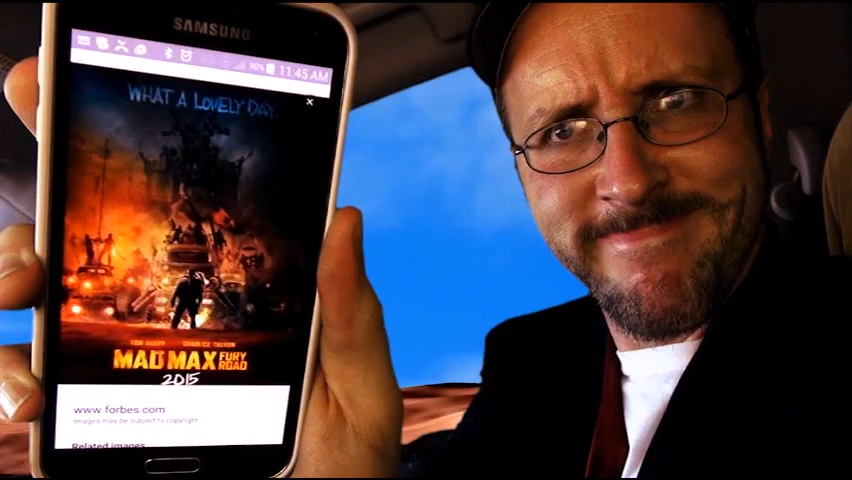 SAMSUNG
90% 11:45 AM
WHAT A LOVELY DAY.
×
TOM HARDY CHARLIZE THERON
MAD MAX FURY ROAD
2015
www.forbes.com
Images may be subject to copyright
Related images